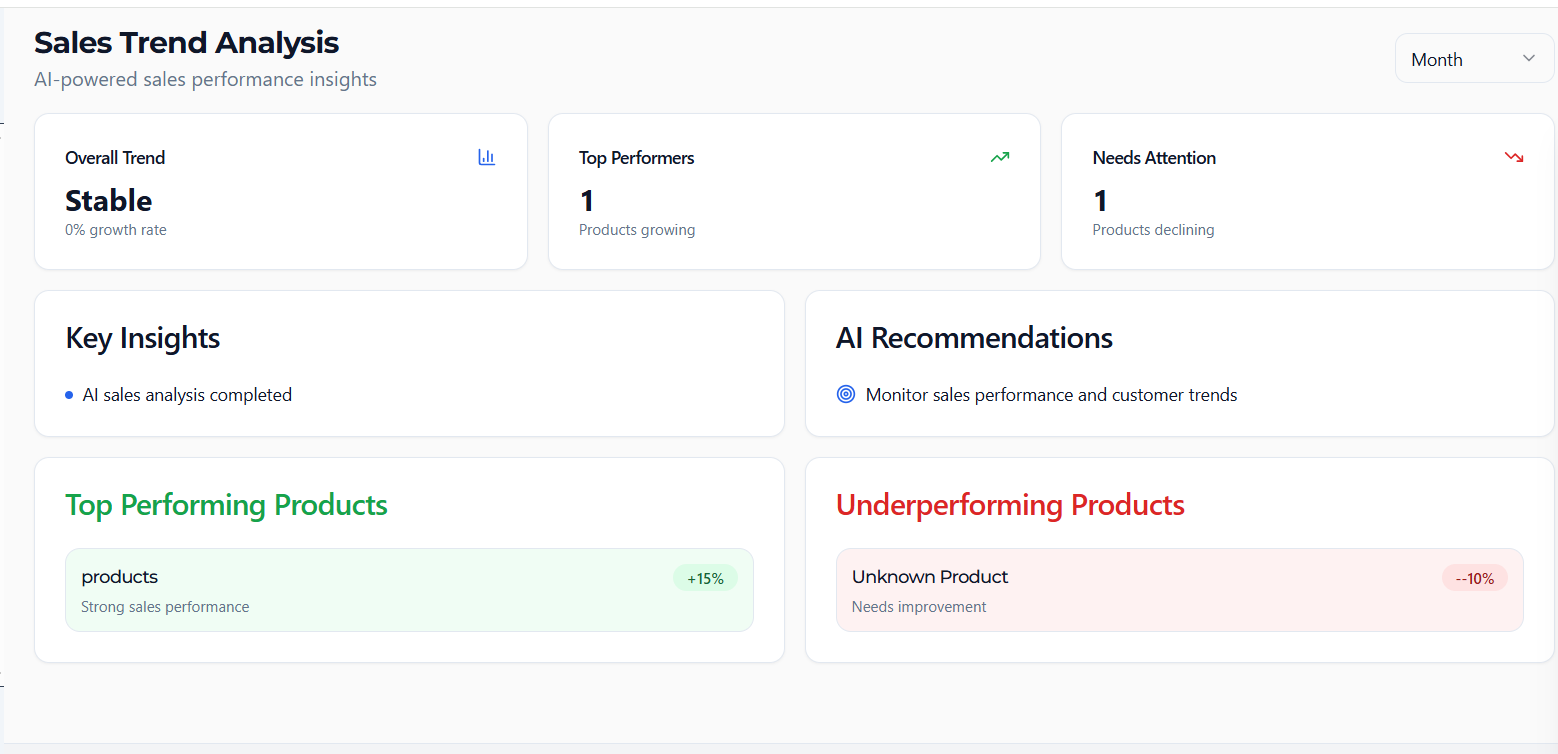 Sales Trend Analysis
AI-powered sales performance insights
Month
Overall Trend
Stable
0% growth rate
Top Performers
1
Products growing
Needs Attention
1
Products declining
Key Insights
AI sales analysis completed
AI Recommendations
Monitor sales performance and customer trends
Top Performing Products
products
+15%
Strong sales performance
Underperforming Products
Unknown Product
--10%
Needs improvement